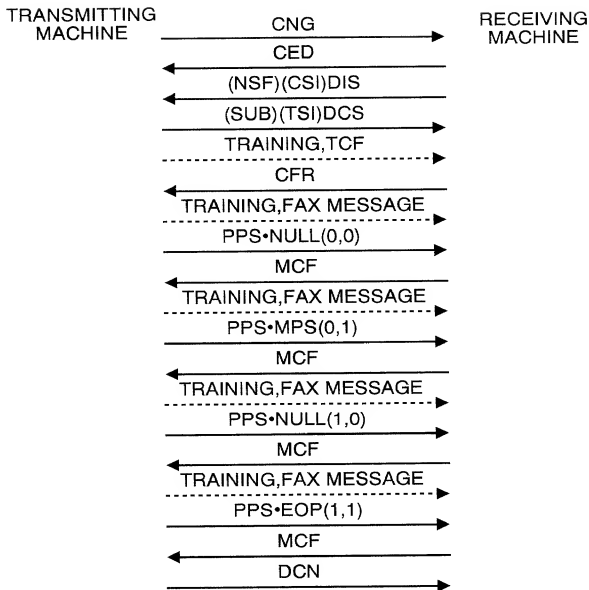 TRANSMITTING
MACHINE
RECEIVING
MACHINE
CNG
CED
(NSF)(CSI)DIS
(SUB)(TSI)DCS
TRAINING,TCF
CFR
TRAINING,FAX MESSAGE
PPS•NULL(0,0)
MCF
TRAINING,FAX MESSAGE
PPS•MPS(0,1)
MCF
TRAINING,FAX MESSAGE
PPS•NULL(1,0)
MCF
TRAINING,FAX MESSAGE
PPS•EOP(1,1)
MCF
DCN